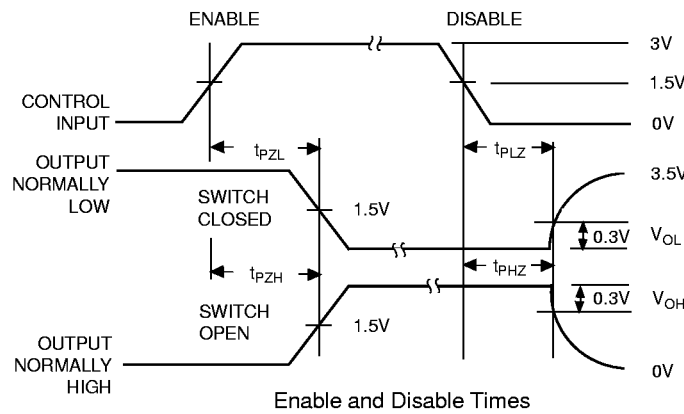 ENABLE
DISABLE
3V
1.5V
CONTROL
INPUT
0V
OUTPUT
NORMALLY
LOW
tPZL
tPLZ
3.5V
SWITCH
CLOSED
1.5V
0.3V
VOL
tPZH
tPHZ
0.3V
VOH
SWITCH
OPEN
1.5V
OUTPUT
NORMALLY
HIGH
0V
Enable and Disable Times